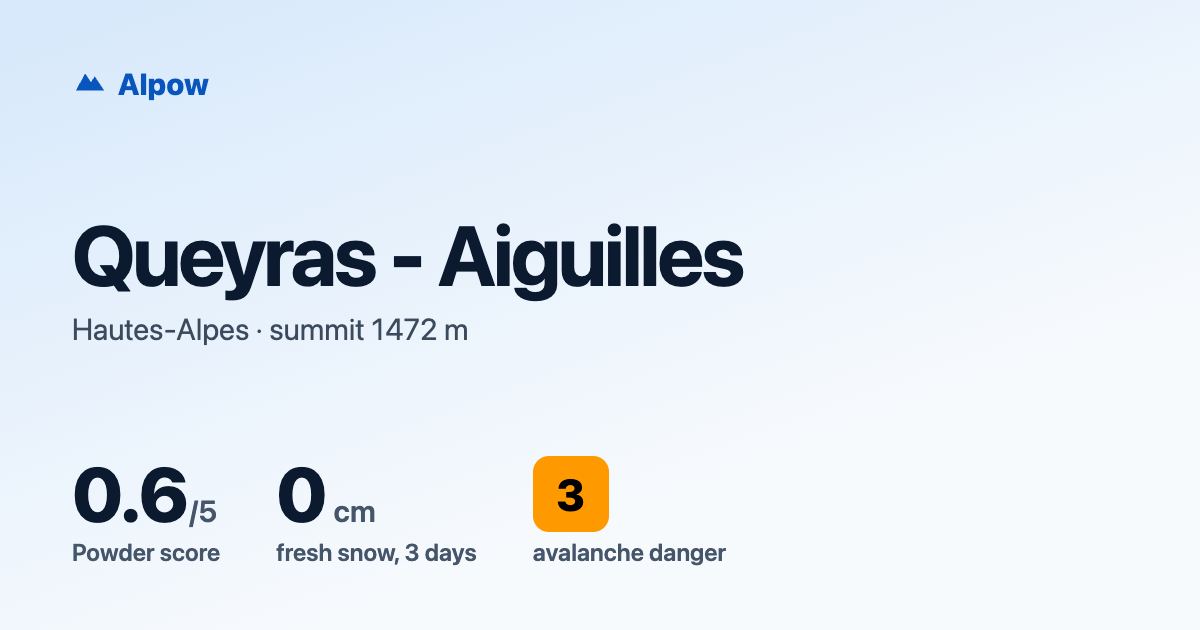 Alpow
Queyras - Aiguilles
Hautes-Alpes · summit 1472 m
0.6/5
Powder score
0 cm
fresh snow, 3 days
3
avalanche danger